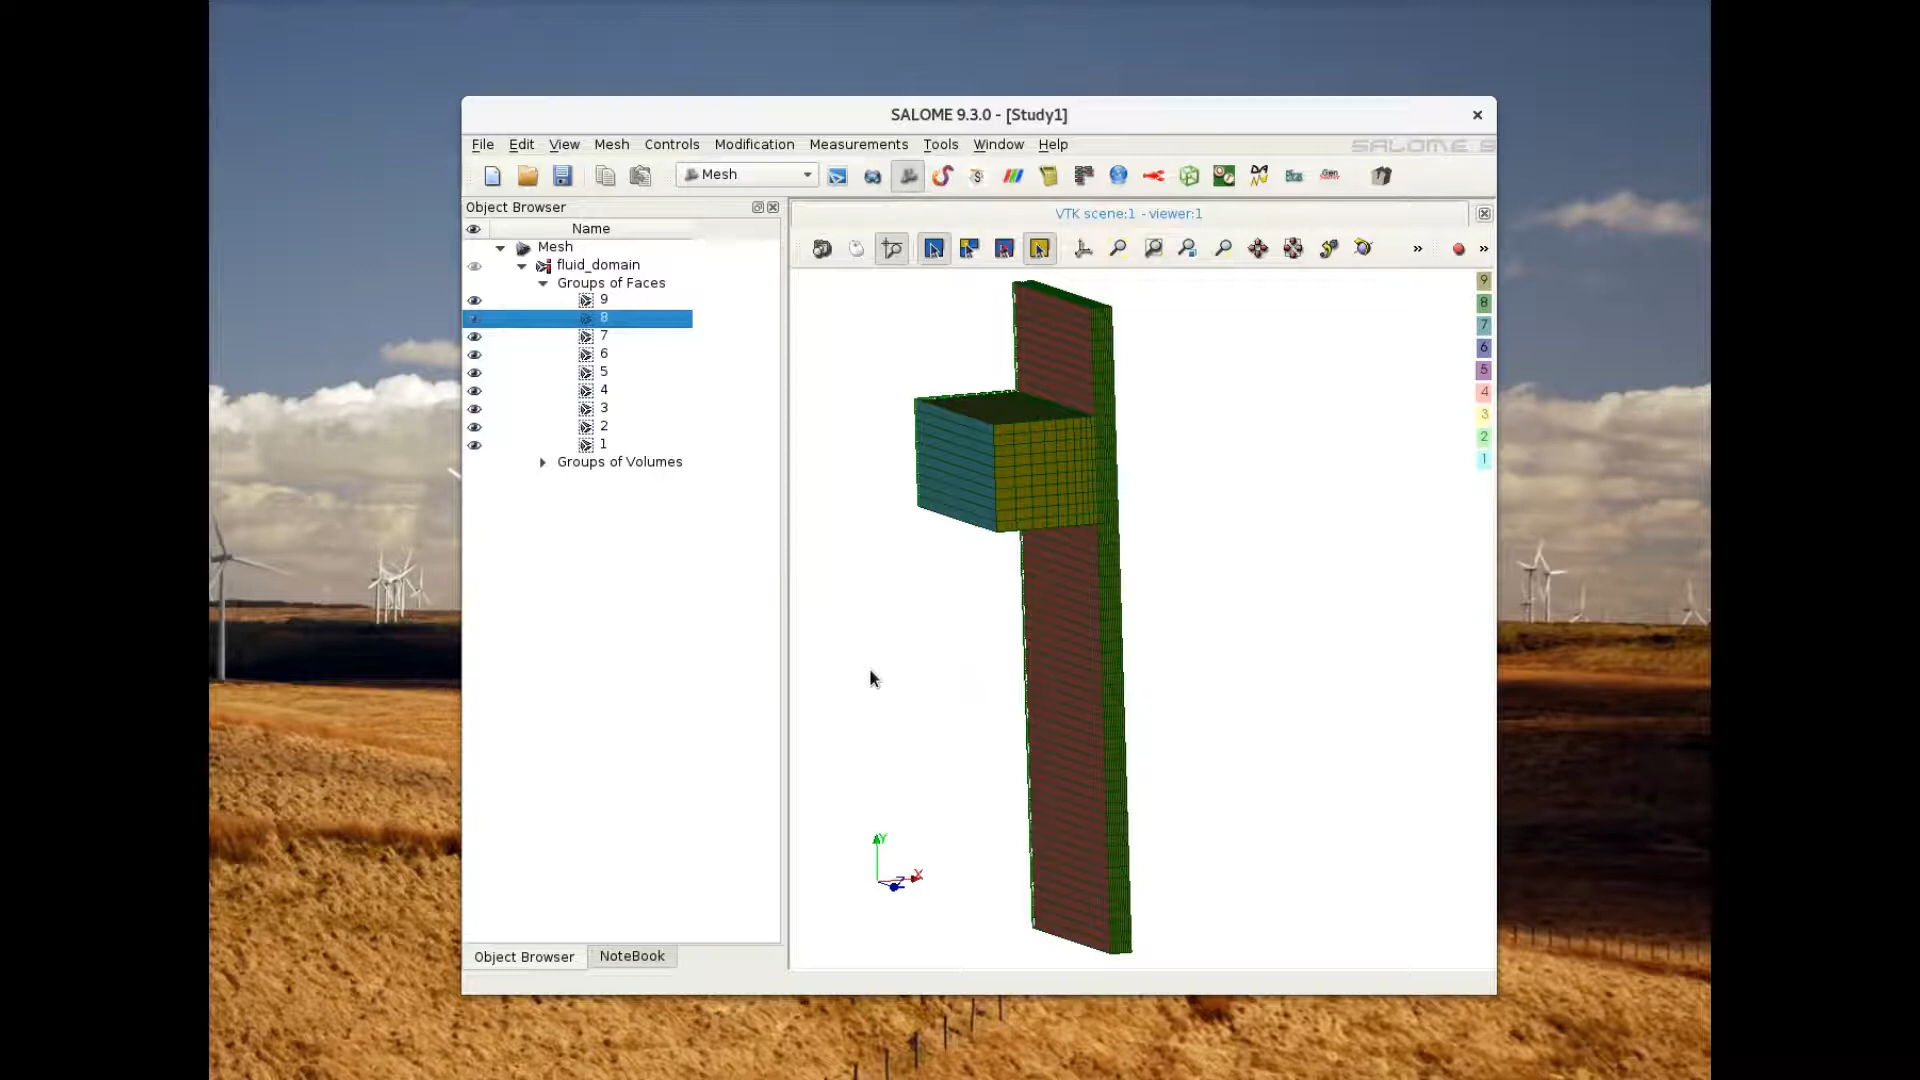 SALOME 9.3.0 - [Study1]
File Edit View Mesh Controls Modification Measurements Tools Window Help
SALOME 9
Mesh
Object Browser
VTK scene:1 - viewer:1
Name
Mesh
fluid_domain
Groups of Faces
9
8
7
6
5
4
3
2
1
Groups of Volumes
9
8
7
6
5
4
3
2
1
Y
X
Z
Object Browser
NoteBook